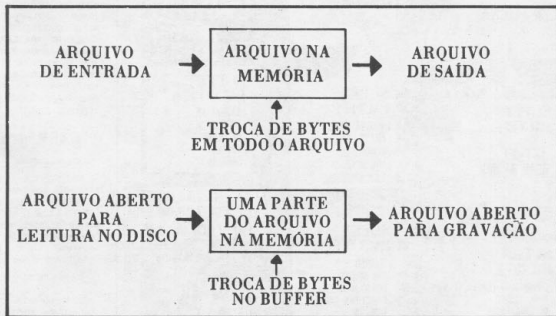 ARQUIVO
DE ENTRADA
ARQUIVO NA
MEMÓRIA
ARQUIVO
DE SAÍDA
TROCA DE BYTES
EM TODO O ARQUIVO
ARQUIVO ABERTO
PARA
LEITURA NO DISCO
UMA PARTE
DO ARQUIVO
NA MEMÓRIA
ARQUIVO ABERTO
PARA GRAVAÇÃO
TROCA DE BYTES
NO BUFFER